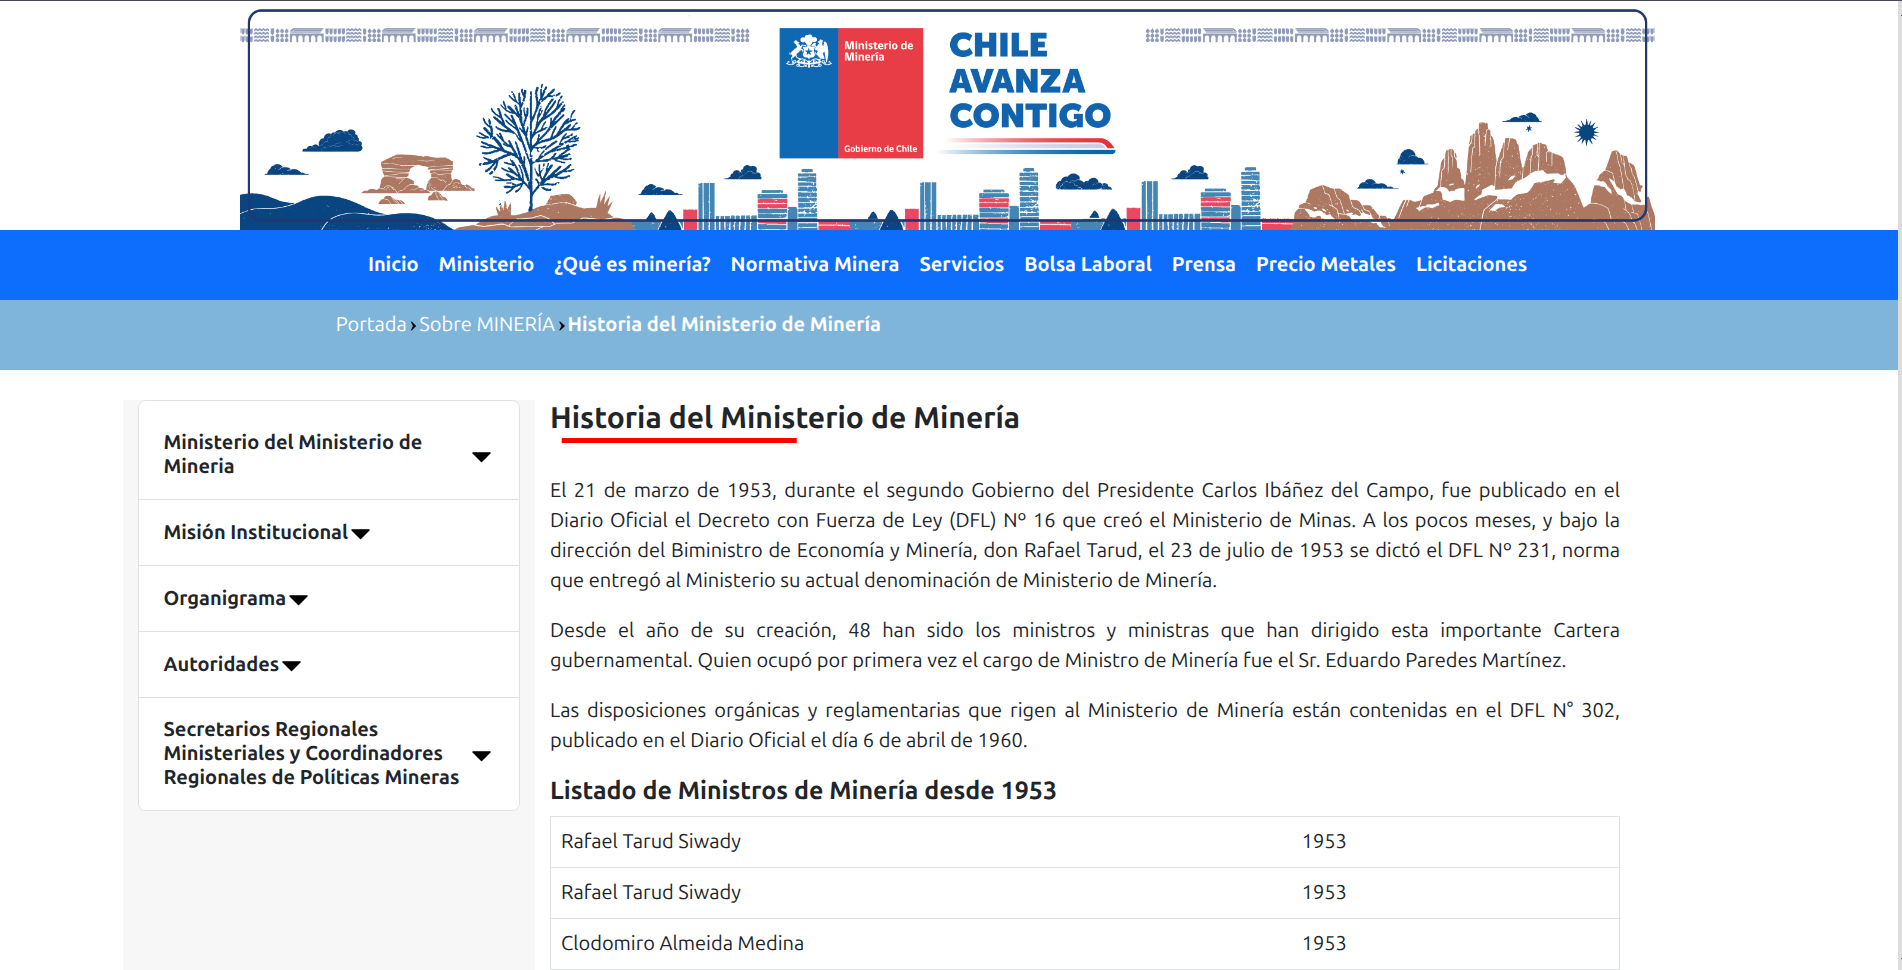 Ministerio de
Minería
Gobierno de Chile
CHILE
AVANZA
CONTIGO
Inicio Ministerio ¿Qué es minería? Normativa Minera Servicios Bolsa Laboral Prensa Precio Metales Licitaciones
Portada › Sobre MINERÍA › Historia del Ministerio de Minería
Ministerio del Ministerio de
Mineria
Misión Institucional
Organigrama
Autoridades
Secretarios Regionales
Ministeriales y Coordinadores
Regionales de Políticas Mineras
Historia del Ministerio de Minería
El 21 de marzo de 1953, durante el segundo Gobierno del Presidente Carlos Ibáñez del Campo, fue publicado en el
Diario Oficial el Decreto con Fuerza de Ley (DFL) Nº 16 que creó el Ministerio de Minas. A los pocos meses, y bajo la
dirección del Biministro de Economía y Minería, don Rafael Tarud, el 23 de julio de 1953 se dictó el DFL Nº 231, norma
que entregó al Ministerio su actual denominación de Ministerio de Minería.
Desde el año de su creación, 48 han sido los ministros y ministras que han dirigido esta importante Cartera
gubernamental. Quien ocupó por primera vez el cargo de Ministro de Minería fue el Sr. Eduardo Paredes Martínez.
Las disposiciones orgánicas y reglamentarias que rigen al Ministerio de Minería están contenidas en el DFL N° 302,
publicado en el Diario Oficial el día 6 de abril de 1960.
Listado de Ministros de Minería desde 1953
Rafael Tarud Siwady 1953
Rafael Tarud Siwady 1953
Clodomiro Almeida Medina 1953